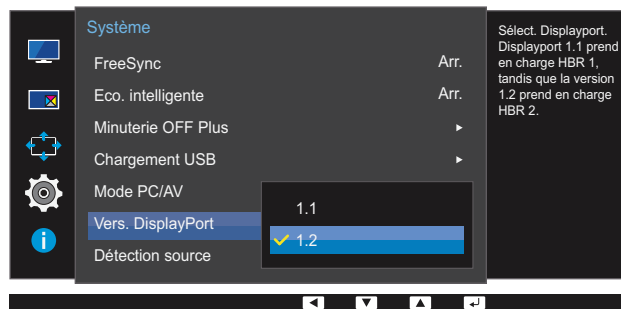 Système
FreeSync Arr.
Eco. intelligente Arr.
Minuterie OFF Plus
Chargement USB
Mode PC/AV
Vers. DisplayPort
Détection source
1.1
1.2
Sélect. Displayport.
Displayport 1.1 prend
en charge HBR 1,
tandis que la version
1.2 prend en charge
HBR 2.